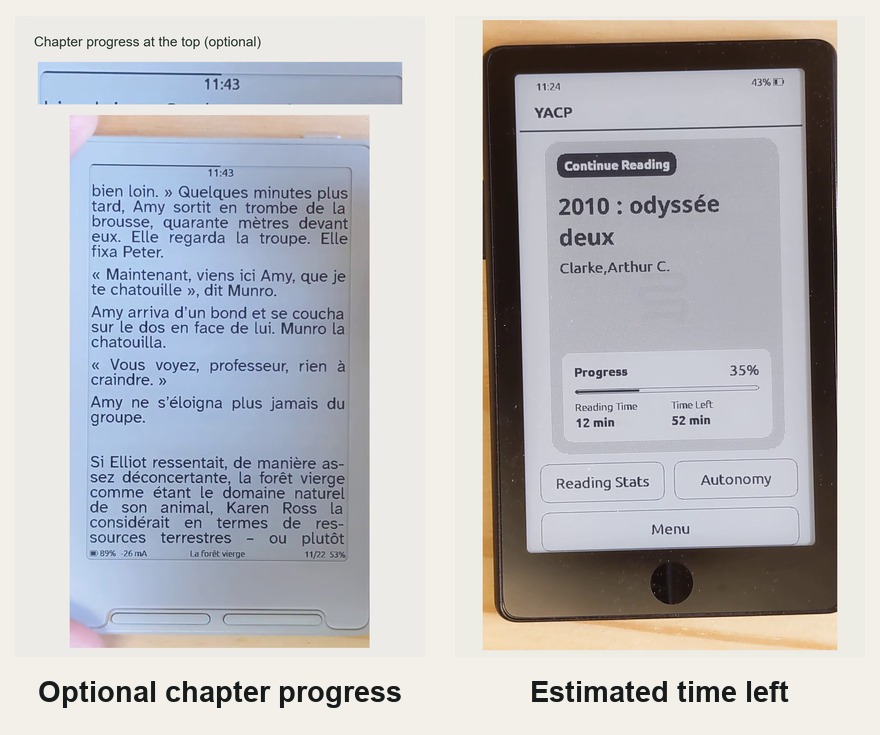 Chapter progress at the top (optional)
11:43
11:43
bien loin. » Quelques minutes plus
tard, Amy sortit en trombe de la
brousse, quarante mètres devant
eux. Elle regarda la troupe. Elle
fixa Peter.
« Maintenant, viens ici Amy, que je
te chatouille », dit Munro.
Amy arriva d'un bond et se coucha
sur le dos en face de lui. Munro la
chatouilla.
« Vous voyez, professeur, rien à
craindre. »
Amy ne s'éloigna plus jamais du
groupe.
Si Elliot ressentait, de manière as-
sez déconcertante, la forêt vierge
comme étant le domaine naturel
de son animal, Karen Ross la
considérait en termes de res-
sources terrestres – ou plutôt
89% -26 mA La forêt vierge 11/22 53%
Optional chapter progress
11:24 43%
YACP
Continue Reading
2010 : odyssée
deux
Clarke,Arthur C.
Progress 35%
Reading Time Time Left
12 min 52 min
Reading Stats Autonomy
Menu
Estimated time left